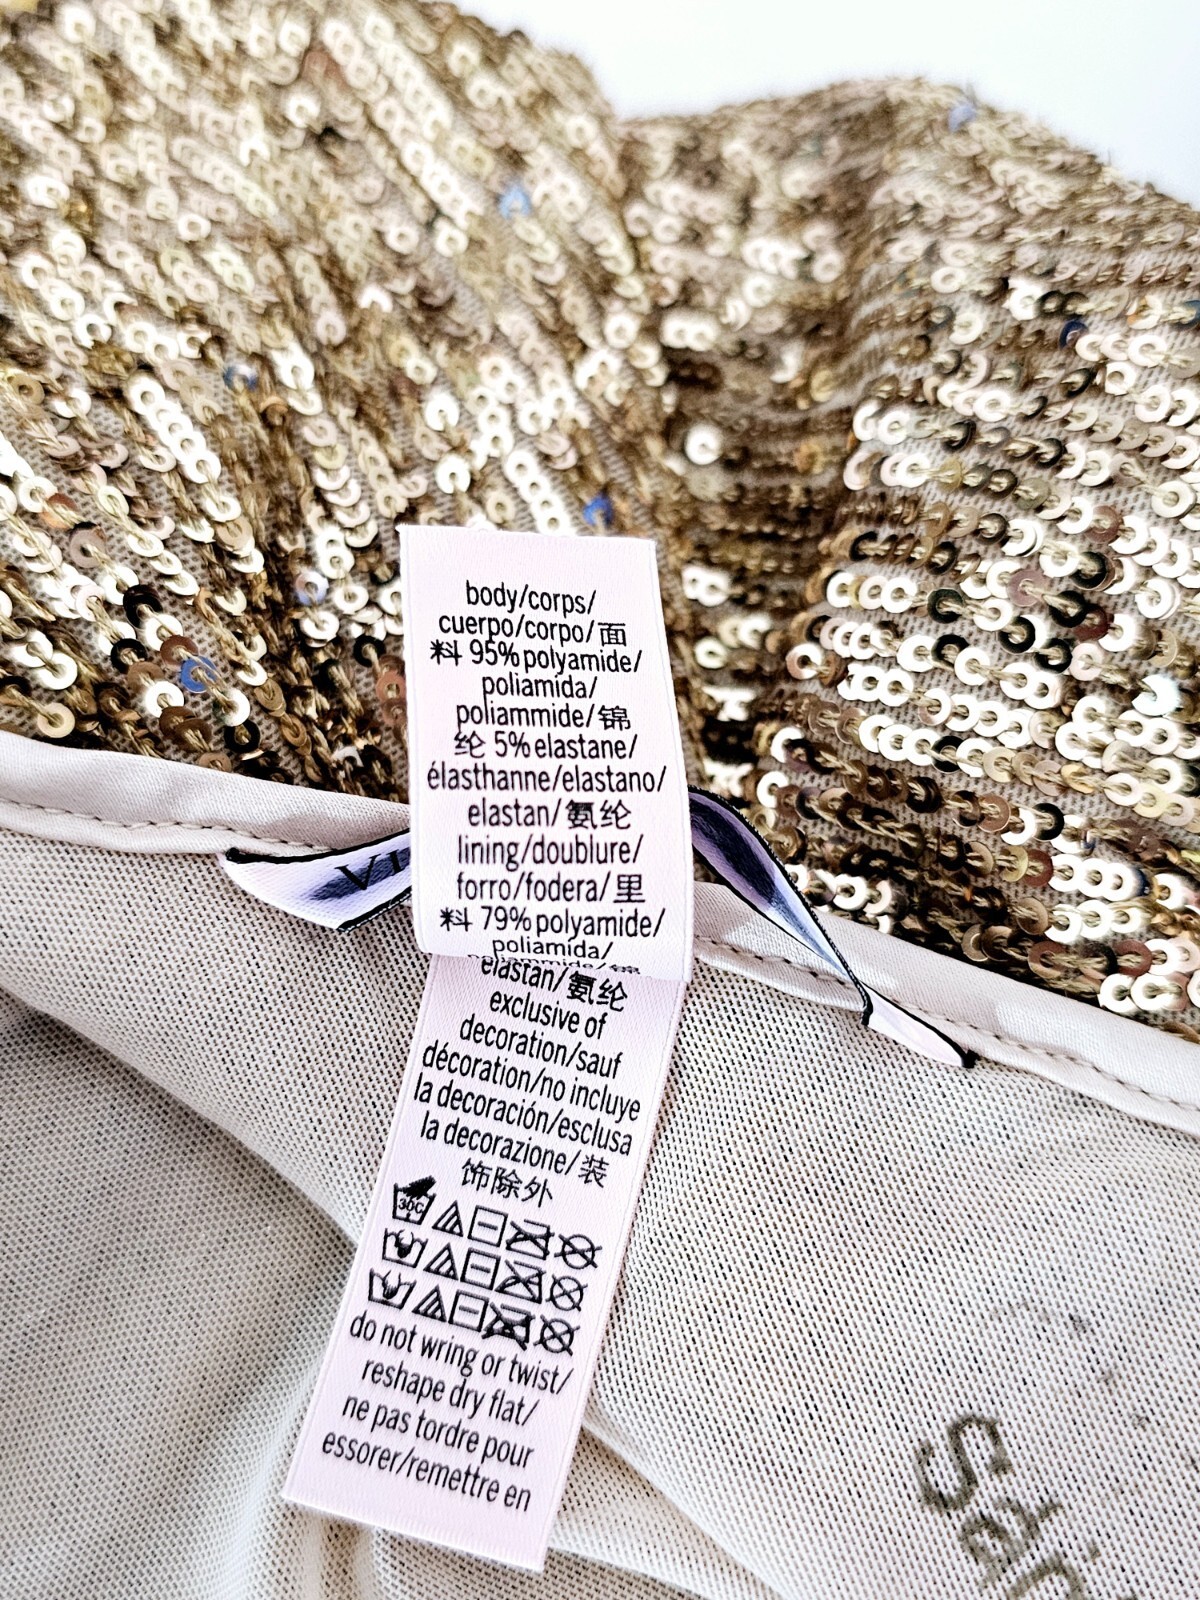 body/corps/
cuerpo/corpo/面
料 95% polyamide/
poliamída/
poliammide/锦
纶 5% elastane/
élasthanne/elastano/
elastan/氨纶
lining/doublure/
forro/fodera/里
料 79% polyamide/
poliamida/
elastan/氨纶
exclusive of
decoration/sauf
décoration/no incluye
la decoración/esclusa
la decorazione/装
饰除外
30C
do not wring or twist/
reshape dry flat/
ne pas tordre pour
essorer/remettre en